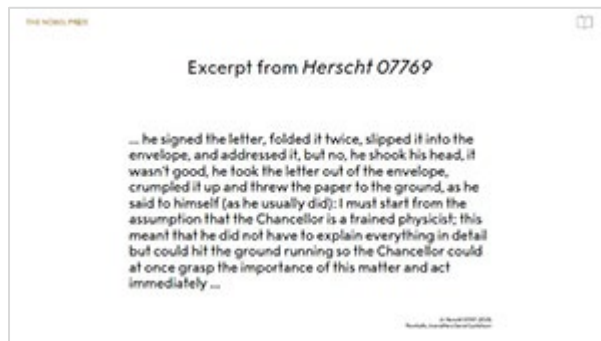 THE NOBEL PRIZE
Excerpt from Herscht 07769
... he signed the letter, folded it twice, slipped it into the
envelope, and addressed it, but no, he shook his head, it
wasn't good, he took the letter out of the envelope,
crumpled it up and threw the paper to the ground, as he
said to himself (as he usually did): I must start from the
assumption that the Chancellor is a trained physicist; this
meant that he did not have to explain everything in detail
but could hit the ground running so the Chancellor could
at once grasp the importance of this matter and act
immediately ...